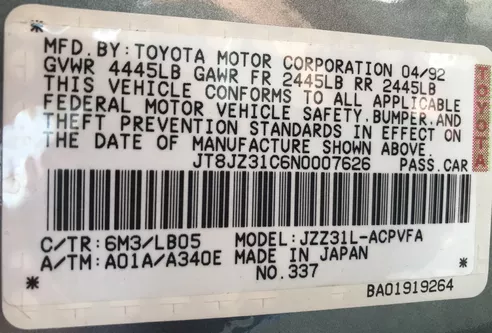 MFD.BY:TOYOTA MOTOR CORPORATION 04/92
GVWR 4445LB GAWR FR 2445LB RR 2445LB
THIS VEHICLE CONFORMS TO ALL APPLICABLE
FEDERAL MOTOR VEHICLE SAFETY,BUMPER,AND
THEFT PREVENTION STANDARDS IN EFFECT ON
THE DATE OF MANUFACTURE SHOWN ABOVE.
JT8JZ31C6N0007626 PASS.CAR
C/TR:6M3/LB05 MODEL:JZZ31L-ACPVFA
A/TM:A01A/A340E MADE IN JAPAN
NO.337
BA01919264
TOYOTA